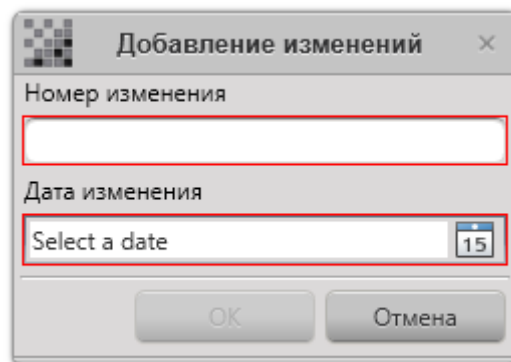 Добавление изменений
Номер изменения
Дата изменения
Select a date
15
OK
Отмена